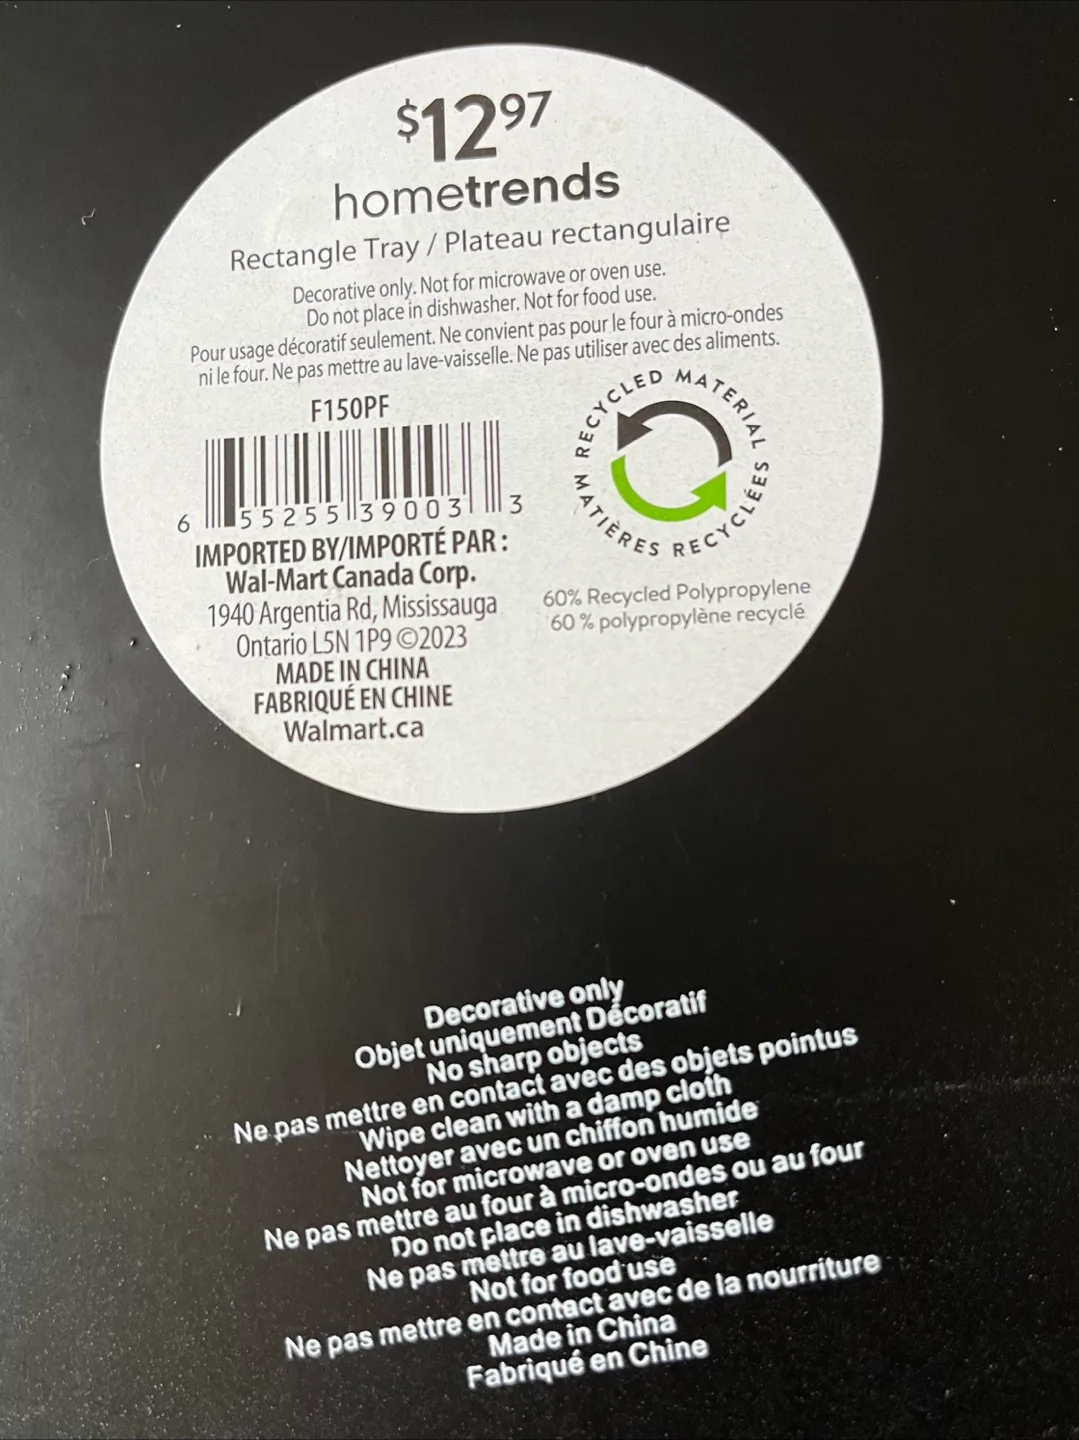 $12 97
hometrends
Rectangle Tray / Plateau rectangulaire
Decorative only. Not for microwave or oven use.
Do not place in dishwasher. Not for food use.
Pour usage décoratif seulement. Ne convient pas pour le four à micro-ondes
ni le four. Ne pas mettre au lave-vaisselle. Ne pas utiliser avec des aliments.
F150PF
6 55255 39003 3
IMPORTED BY/IMPORTÉ PAR :
Wal-Mart Canada Corp.
1940 Argentia Rd, Mississauga
Ontario L5N 1P9 ©2023
MADE IN CHINA
FABRIQUÉ EN CHINE
Walmart.ca
RECYCLED MATERIAL
MATIÈRES RECYCLÉES
60% Recycled Polypropylene
60 % polypropylène recyclé
Decorative only
Objet uniquement Décoratif
No sharp objects
Ne pas mettre en contact avec des objets pointus
Wipe clean with a damp cloth
Nettoyer avec un chiffon humide
Not for microwave or oven use
Ne pas mettre au four à micro-ondes ou au four
Do not place in dishwasher
Ne pas mettre au lave-vaisselle
Not for food use
Ne pas mettre en contact avec de la nourriture
Made in China
Fabriqué en Chine